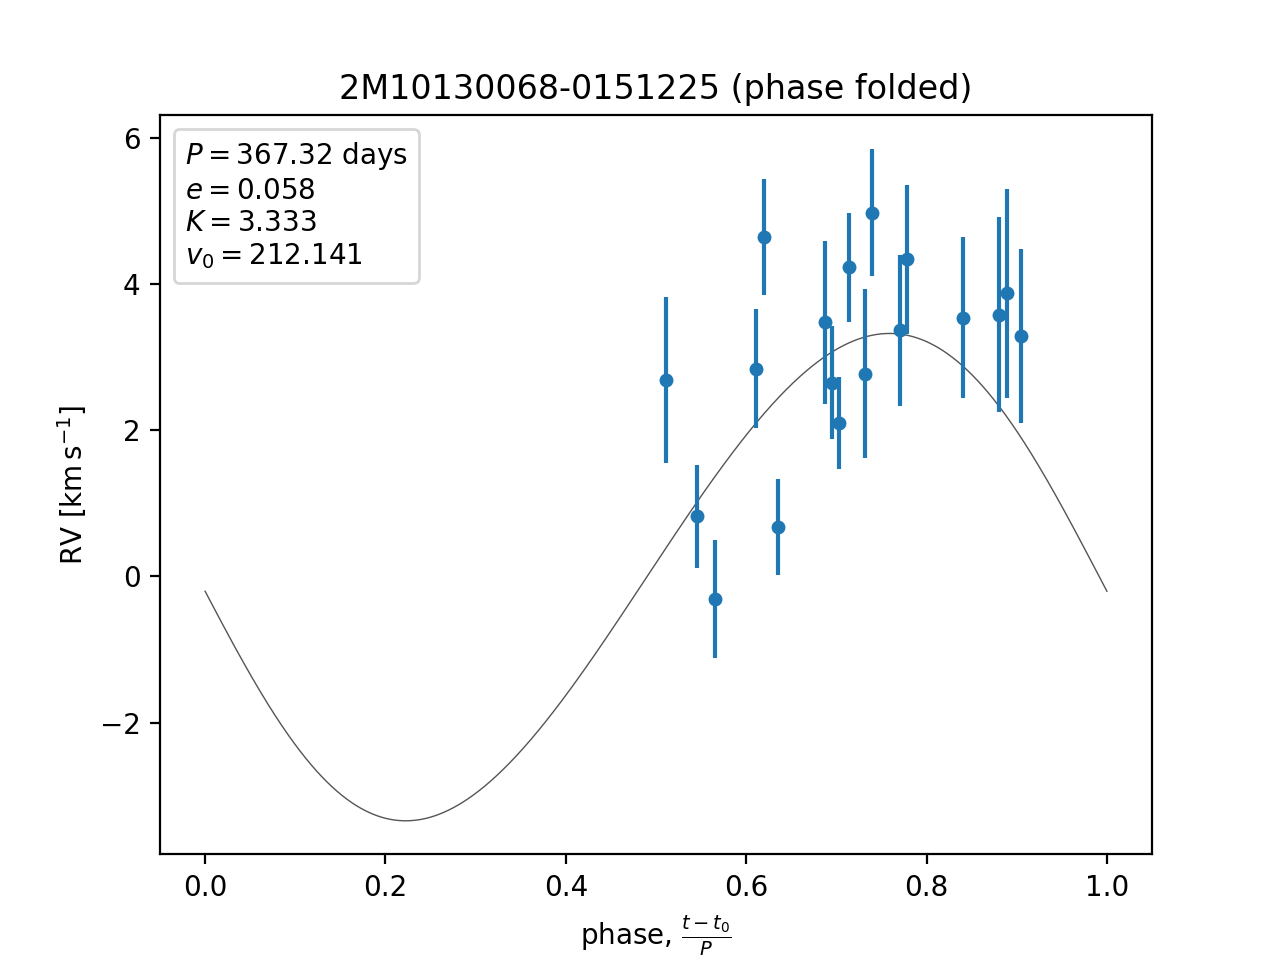 2M10130068-0151225 (phase folded)
P = 367.32 days
e = 0.058
K = 3.333
v₀ = 212.141
RV [km s⁻¹]
6
4
2
0
−2
0.0 0.2 0.4 0.6 0.8 1.0
phase, (t − t₀)/P